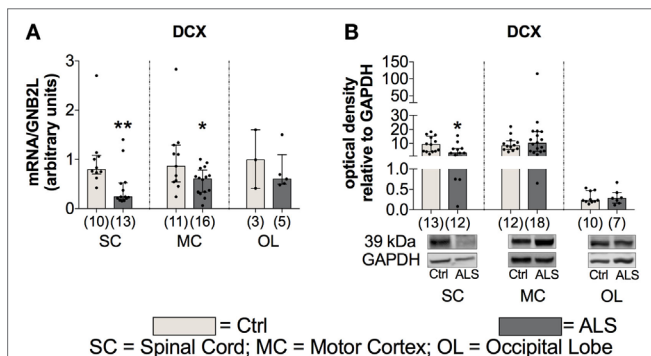 A
DCX
mRNA/GNB2L
(arbitrary units)
3
2
1
0
**
*
(10)(13)
(11)(16)
(3) (5)
SC
MC
OL
B
DCX
optical density
relative to GAPDH
150
100
50
30
20
10
1.0
0.5
0.0
*
(13)(12)
(12)(18)
(10) (7)
39 kDa
GAPDH
Ctrl ALS
Ctrl ALS
Ctrl ALS
SC
MC
OL
= Ctrl
= ALS
SC = Spinal Cord; MC = Motor Cortex; OL = Occipital Lobe